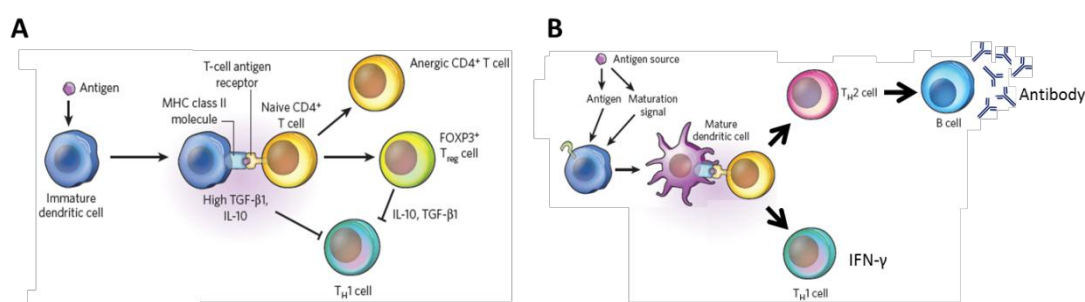 A
Antigen
Immature
dendritic cell
T-cell antigen
receptor
MHC class II
molecule
Naive CD4⁺
T cell
High TGF-β1,
IL-10
Anergic CD4⁺ T cell
FOXP3⁺
Treg cell
IL-10, TGF-β1
TH1 cell
B
Antigen source
Antigen
Maturation
signal
Mature
dendritic cell
TH2 cell
B cell
Antibody
IFN-γ
TH1 cell